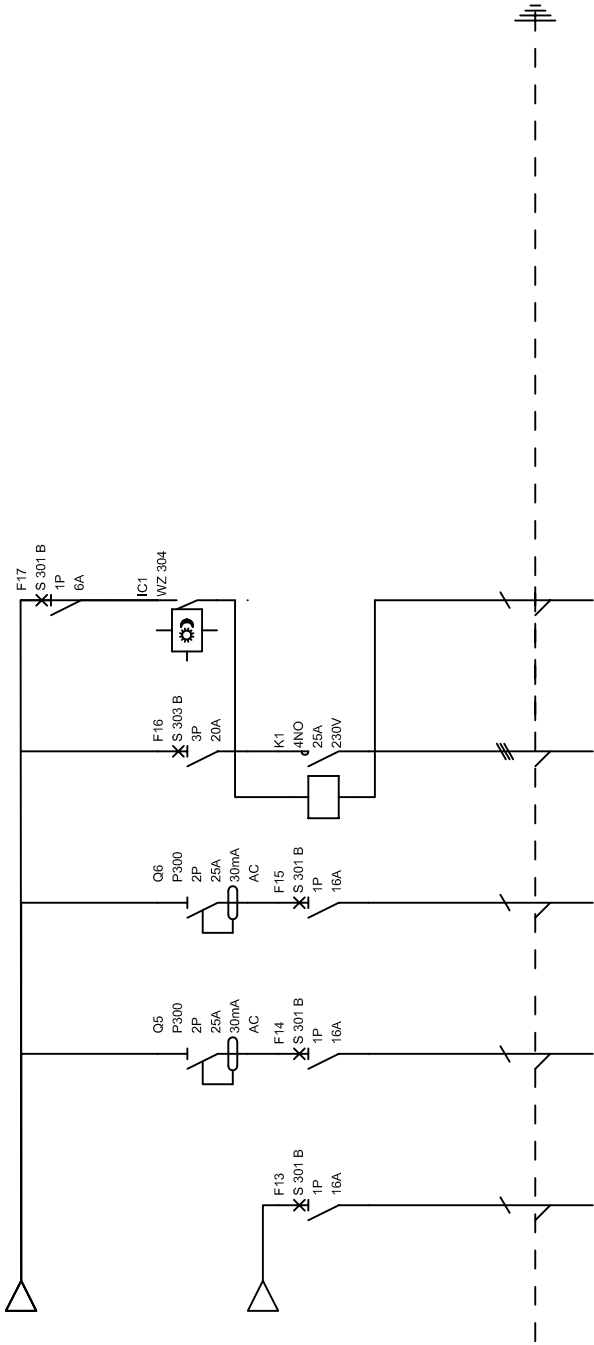 F17
S 301 B
1P
6A
IC1
WZ 304
F16
S 303 B
3P
20A
K1
4NO
25A
230V
Q6
P300
2P
25A
30mA
AC
F15
S 301 B
1P
16A
Q5
P300
2P
25A
30mA
AC
F14
S 301 B
1P
16A
F13
S 301 B
1P
16A